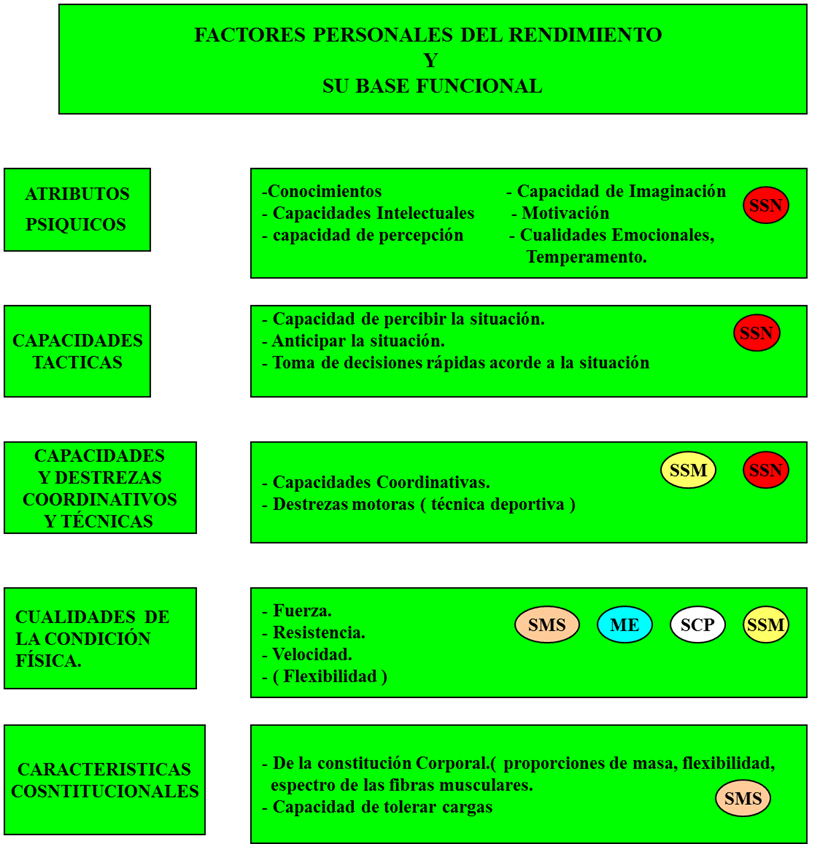 FACTORES PERSONALES DEL RENDIMIENTO
Y
SU BASE FUNCIONAL
ATRIBUTOS
PSIQUICOS
-Conocimientos - Capacidad de Imaginación
- Capacidades Intelectuales - Motivación
- capacidad de percepción - Cualidades Emocionales,
Temperamento.
SSN
CAPACIDADES
TACTICAS
- Capacidad de percibir la situación.
- Anticipar la situación.
- Toma de decisiones rápidas acorde a la situación
SSN
CAPACIDADES
Y DESTREZAS
COORDINATIVOS
Y TÉCNICAS
- Capacidades Coordinativas.
- Destrezas motoras ( técnica deportiva )
SSM SSN
CUALIDADES DE
LA CONDICIÓN
FÍSICA.
- Fuerza.
- Resistencia.
- Velocidad.
- ( Flexibilidad )
SMS ME SCP SSM
CARACTERISTICAS
COSNTITUCIONALES
- De la constitución Corporal.( proporciones de masa, flexibilidad,
espectro de las fibras musculares.
- Capacidad de tolerar cargas
SMS